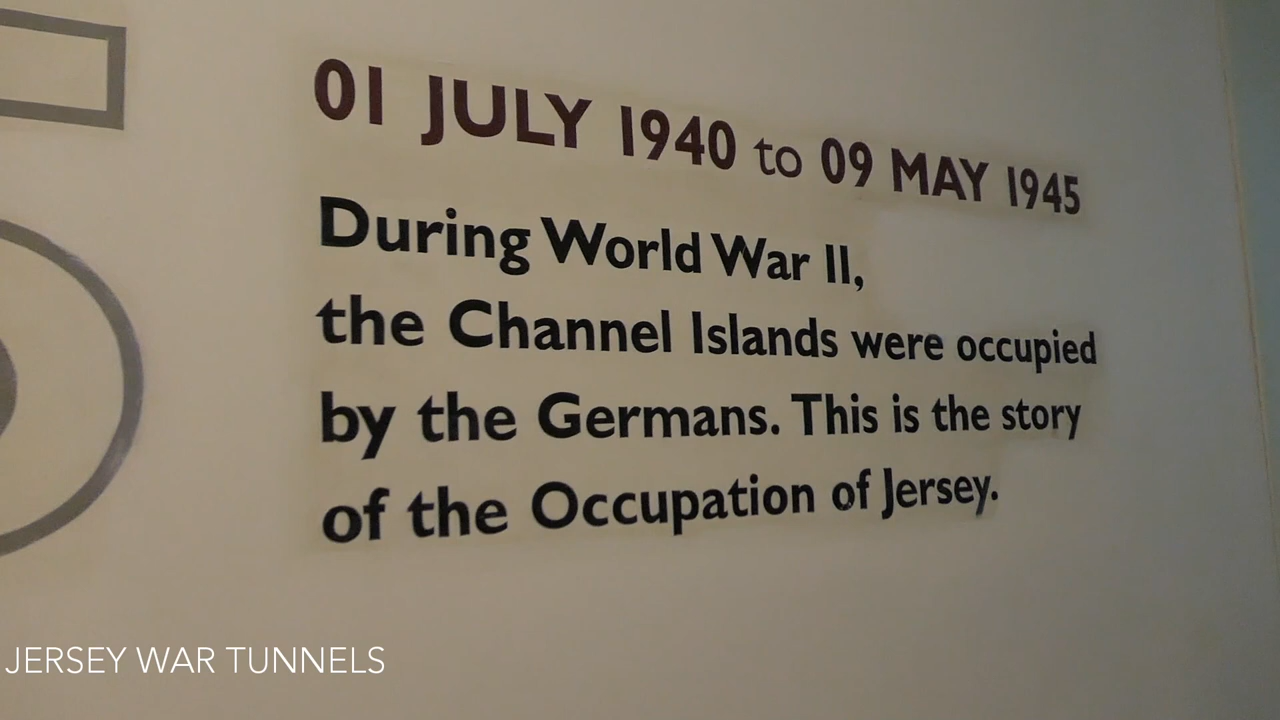 01 JULY 1940 to 09 MAY 1945
During World War II,
the Channel Islands were occupied
by the Germans. This is the story
of the Occupation of Jersey.
JERSEY WAR TUNNELS